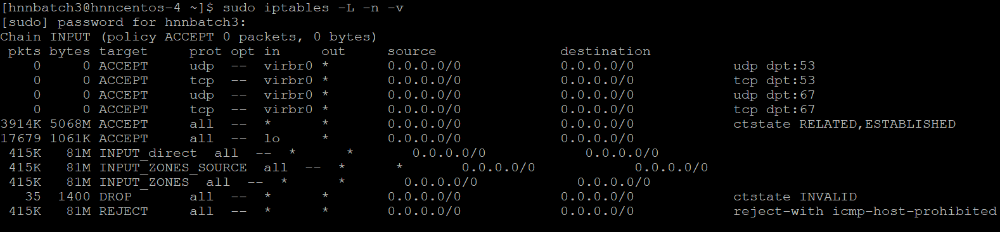 [hnnbatch3@hnncentos-4 ~]$ sudo iptables -L -n -v
[sudo] password for hnnbatch3:
Chain INPUT (policy ACCEPT 0 packets, 0 bytes)
 pkts bytes target     prot opt in     out     source               destination
    0     0 ACCEPT     udp  --  virbr0 *       0.0.0.0/0            0.0.0.0/0            udp dpt:53
    0     0 ACCEPT     tcp  --  virbr0 *       0.0.0.0/0            0.0.0.0/0            tcp dpt:53
    0     0 ACCEPT     udp  --  virbr0 *       0.0.0.0/0            0.0.0.0/0            udp dpt:67
    0     0 ACCEPT     tcp  --  virbr0 *       0.0.0.0/0            0.0.0.0/0            tcp dpt:67
3914K 5068M ACCEPT     all  --  *      *       0.0.0.0/0            0.0.0.0/0            ctstate RELATED,ESTABLISHED
17679 1061K ACCEPT     all  --  lo     *       0.0.0.0/0            0.0.0.0/0
 415K   81M INPUT_direct  all  --  *      *       0.0.0.0/0            0.0.0.0/0
 415K   81M INPUT_ZONES_SOURCE  all  --  *      *       0.0.0.0/0            0.0.0.0/0
 415K   81M INPUT_ZONES  all  --  *      *       0.0.0.0/0            0.0.0.0/0
   35  1400 DROP       all  --  *      *       0.0.0.0/0            0.0.0.0/0            ctstate INVALID
 415K   81M REJECT     all  --  *      *       0.0.0.0/0            0.0.0.0/0            reject-with icmp-host-prohibited